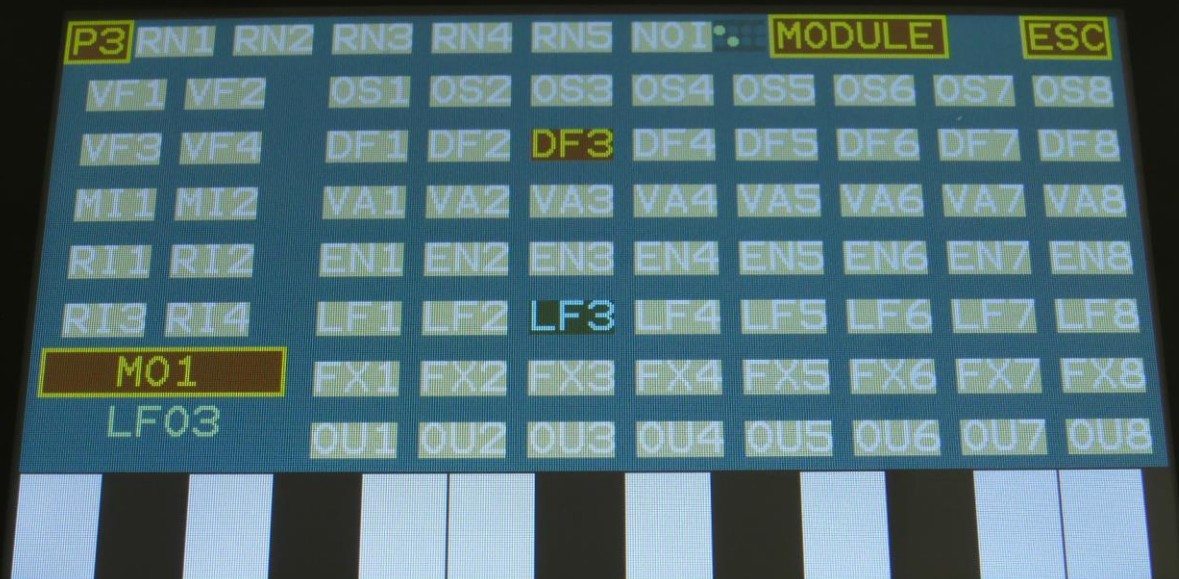 P3 RN1 RN2 RN3 RN4 RN5 NOI MODULE ESC
VF1 VF2 OS1 OS2 OS3 OS4 OS5 OS6 OS7 OS8
VF3 VF4 DF1 DF2 DF3 DF4 DF5 DF6 DF7 DF8
MI1 MI2 VA1 VA2 VA3 VA4 VA5 VA6 VA7 VA8
RI1 RI2 EN1 EN2 EN3 EN4 EN5 EN6 EN7 EN8
RI3 RI4 LF1 LF2 LF3 LF4 LF5 LF6 LF7 LF8
MO1 FX1 FX2 FX3 FX4 FX5 FX6 FX7 FX8
LFO3 OU1 OU2 OU3 OU4 OU5 OU6 OU7 OU8